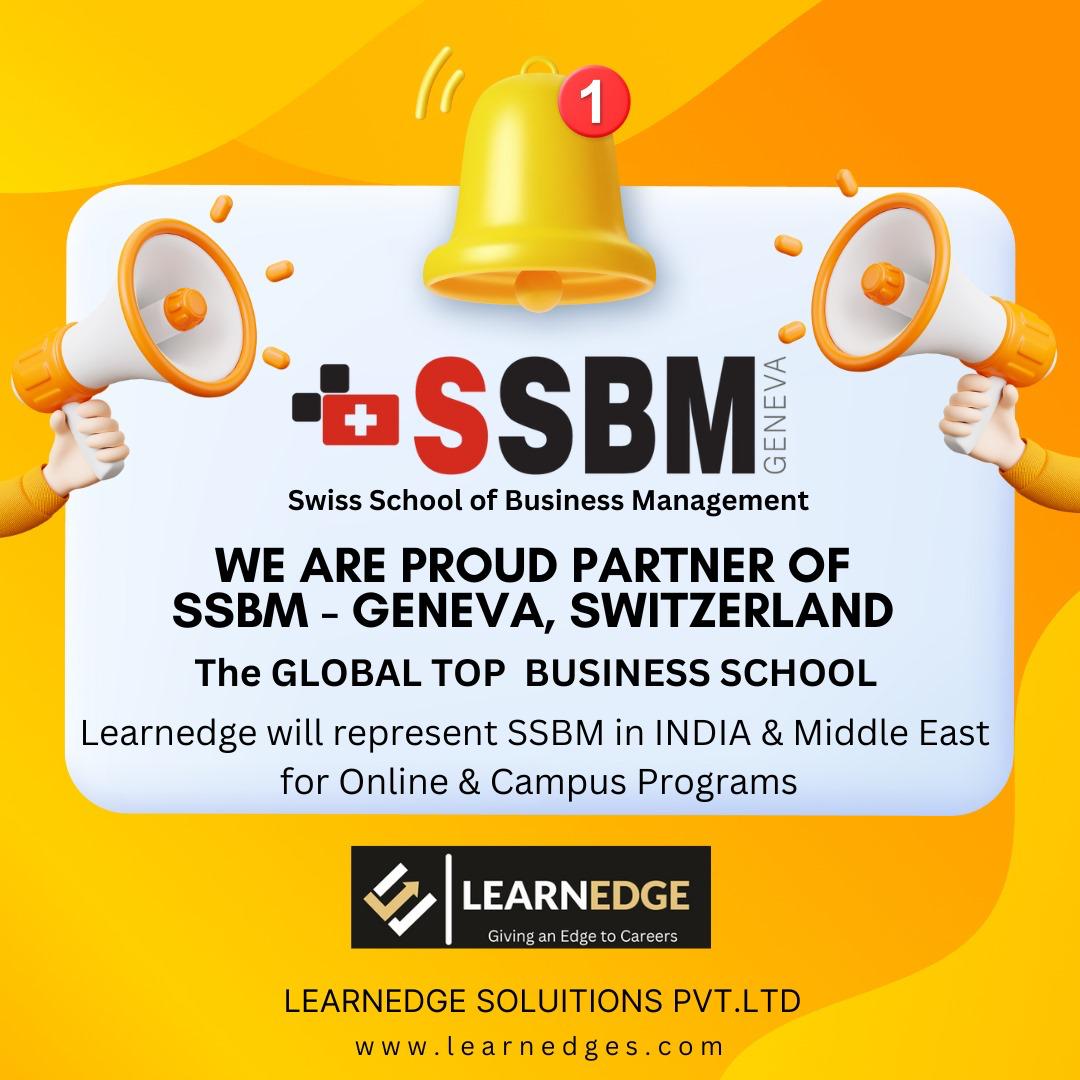 1
SSBM
GENEVA
Swiss School of Business Management
WE ARE PROUD PARTNER OF
SSBM - GENEVA, SWITZERLAND
The GLOBAL TOP BUSINESS SCHOOL
Learnedge will represent SSBM in INDIA & Middle East
for Online & Campus Programs
LEARNEDGE
Giving an Edge to Careers
LEARNEDGE SOLUITIONS PVT.LTD
www.learnedges.com